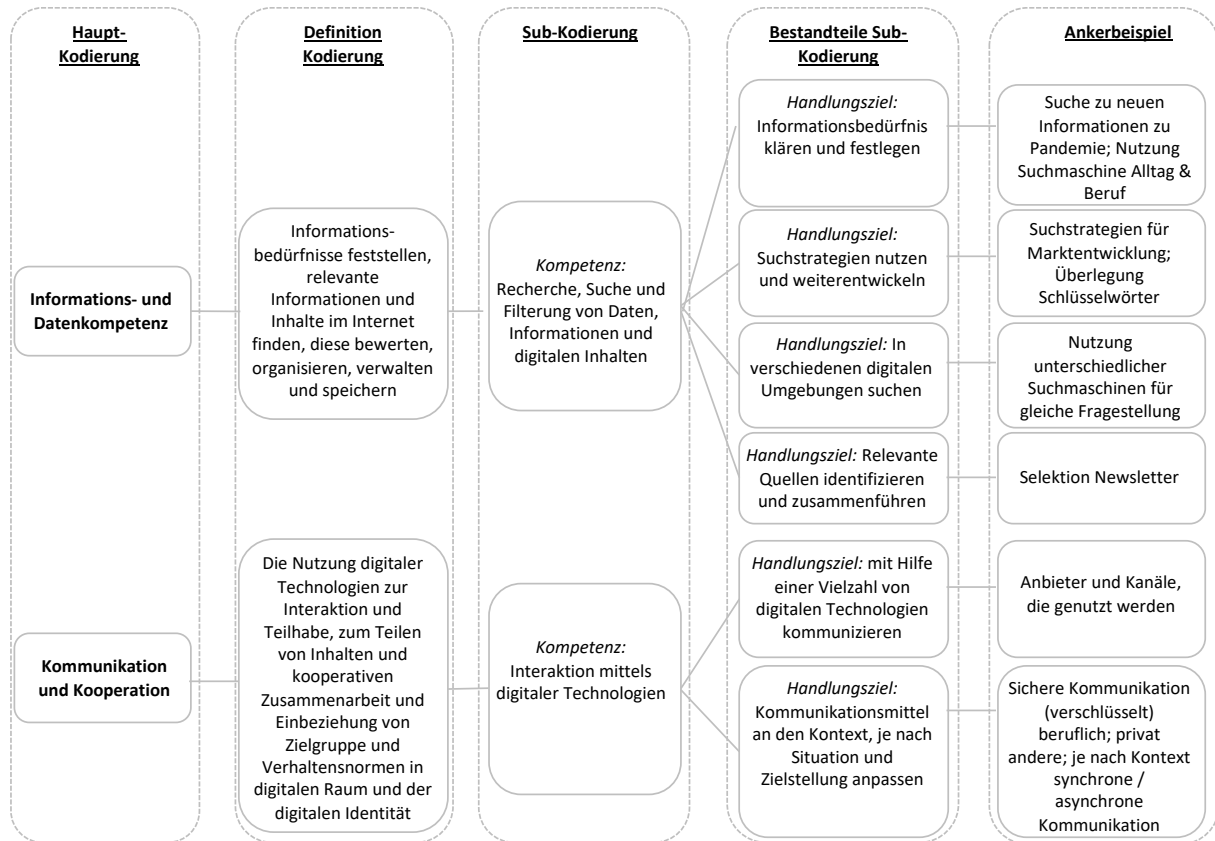 Haupt-
Kodierung
Definition
Kodierung
Sub-Kodierung
Bestandteile Sub-
Kodierung
Ankerbeispiel
Informations- und
Datenkompetenz
Informations-
bedürfnisse feststellen,
relevante
Informationen und
Inhalte im Internet
finden, diese bewerten,
organisieren, verwalten
und speichern
Kompetenz:
Recherche, Suche und
Filterung von Daten,
Informationen und
digitalen Inhalten
Handlungsziel:
Informationsbedürfnis
klären und festlegen
Suche zu neuen
Informationen zu
Pandemie; Nutzung
Suchmaschine Alltag &
Beruf
Handlungsziel:
Suchstrategien nutzen
und weiterentwickeln
Suchstrategien für
Marktentwicklung;
Überlegung
Schlüsselwörter
Handlungsziel: In
verschiedenen digitalen
Umgebungen suchen
Nutzung
unterschiedlicher
Suchmaschinen für
gleiche Fragestellung
Handlungsziel: Relevante
Quellen identifizieren
und zusammenführen
Selektion Newsletter
Kommunikation
und Kooperation
Die Nutzung digitaler
Technologien zur
Interaktion und
Teilhabe, zum Teilen
von Inhalten und
kooperativen
Zusammenarbeit und
Einbeziehung von
Zielgruppe und
Verhaltensnormen in
digitalen Raum und der
digitalen Identität
Kompetenz:
Interaktion mittels
digitaler Technologien
Handlungsziel: mit Hilfe
einer Vielzahl von
digitalen Technologien
kommunizieren
Anbieter und Kanäle,
die genutzt werden
Handlungsziel:
Kommunikationsmittel
an den Kontext, je nach
Situation und
Zielstellung anpassen
Sichere Kommunikation
(verschlüsselt)
beruflich; privat
andere; je nach Kontext
synchrone /
asynchrone
Kommunikation